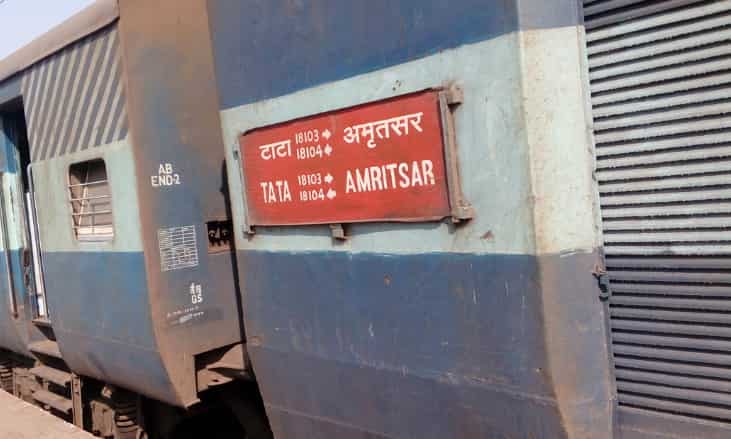 AB
END-2
GS
टाटा 18103→ अमृतसर
18104←
TATA 18103→ AMRITSAR
18104←